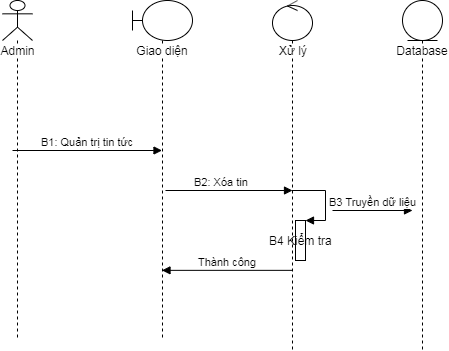 Admin
Giao diện
Xử lý
Database
B1: Quản trị tin tức
B2: Xóa tin
B3 Truyền dữ liệu
B4 Kiểm tra
Thành công